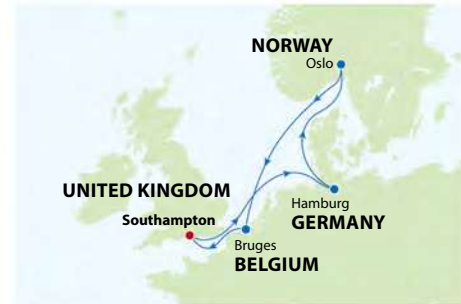 NORWAY
Oslo
UNITED KINGDOM
Southampton
Hamburg
GERMANY
Bruges
BELGIUM